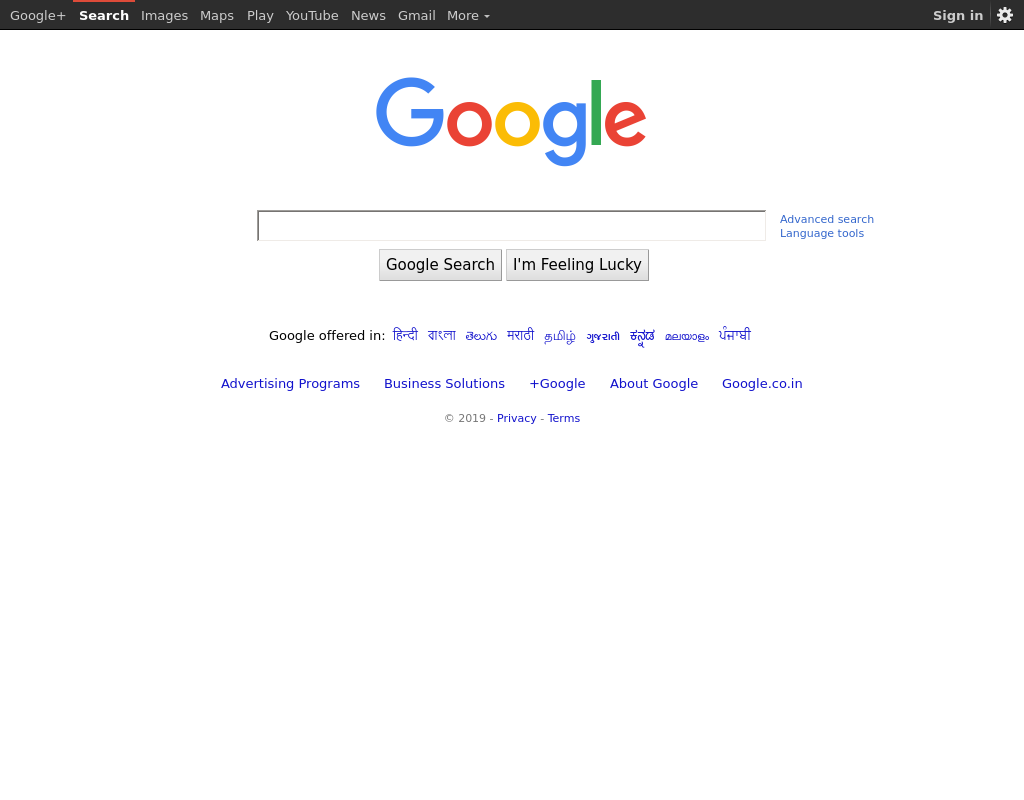 Google+ Search Images Maps Play YouTube News Gmail More Sign in
Google
Advanced search
Language tools
Google Search I'm Feeling Lucky
Google offered in: हिन्दी বাংলা తెలుగు मराठी தமிழ் ગુજરાતી ಕನ್ನಡ മലയാളം ਪੰਜਾਬੀ
Advertising Programs Business Solutions +Google About Google Google.co.in
© 2019 - Privacy - Terms